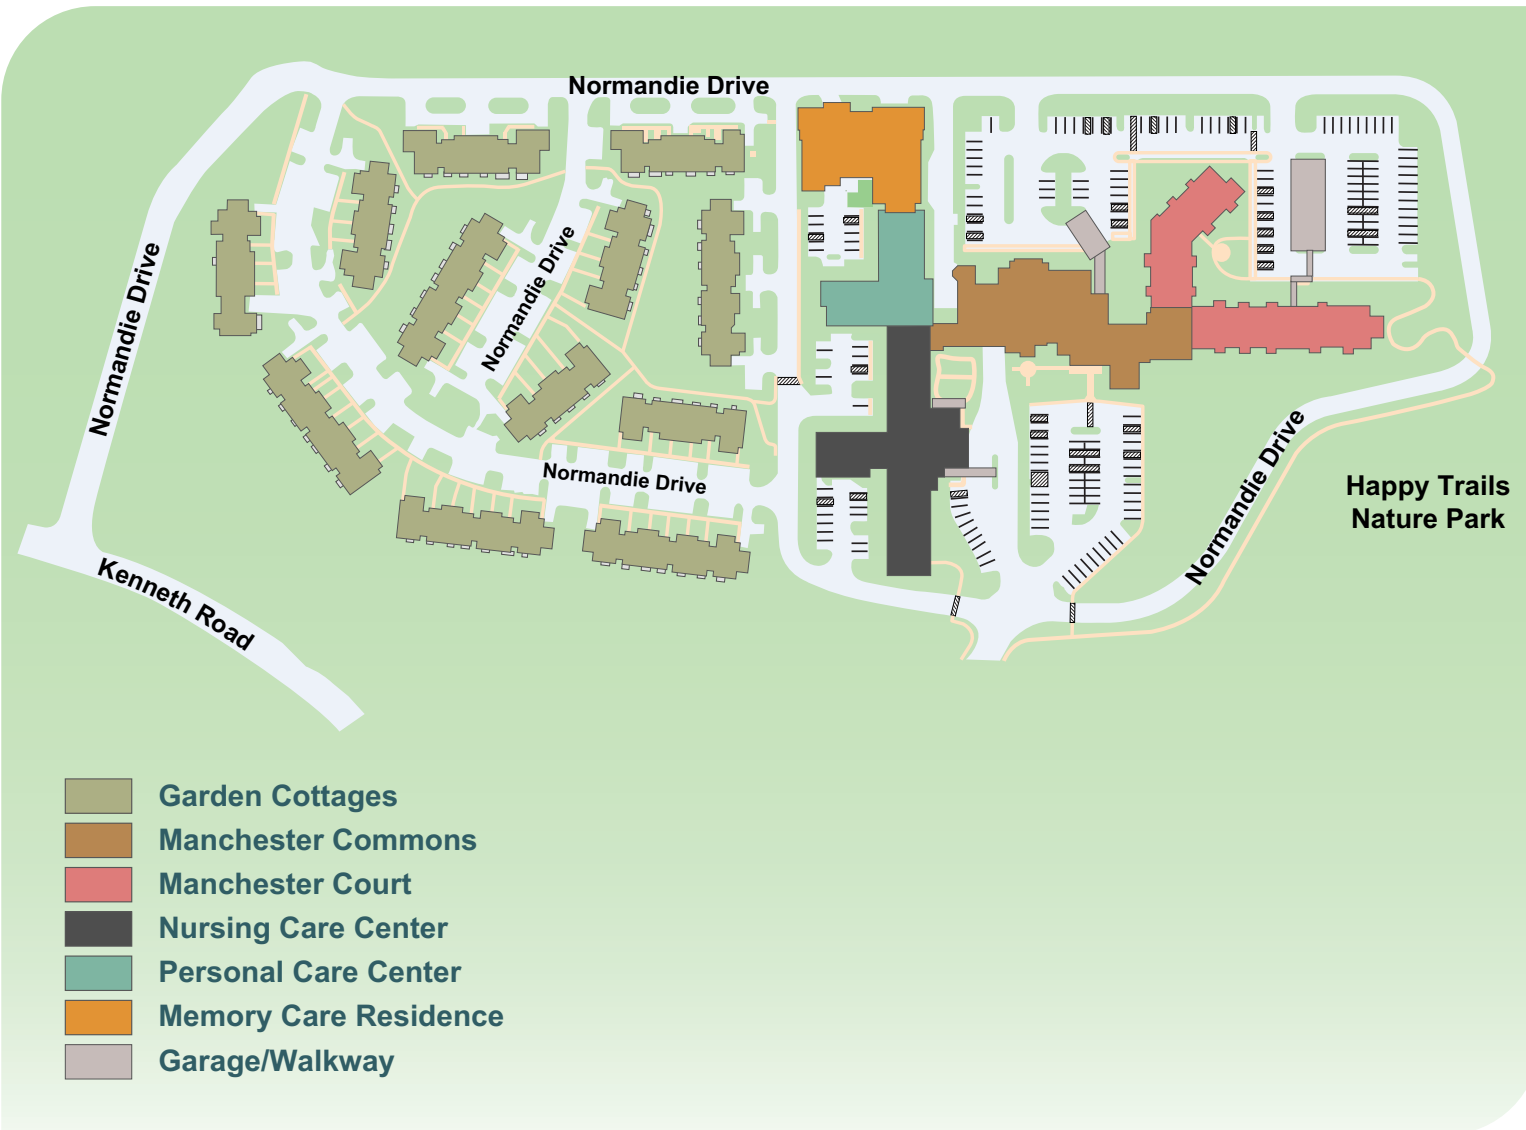 Normandie Drive
Normandie Drive
Normandie Drive
Normandie Drive
Normandie Drive
Happy Trails
Nature Park
Kenneth Road
Garden Cottages
Manchester Commons
Manchester Court
Nursing Care Center
Personal Care Center
Memory Care Residence
Garage/Walkway